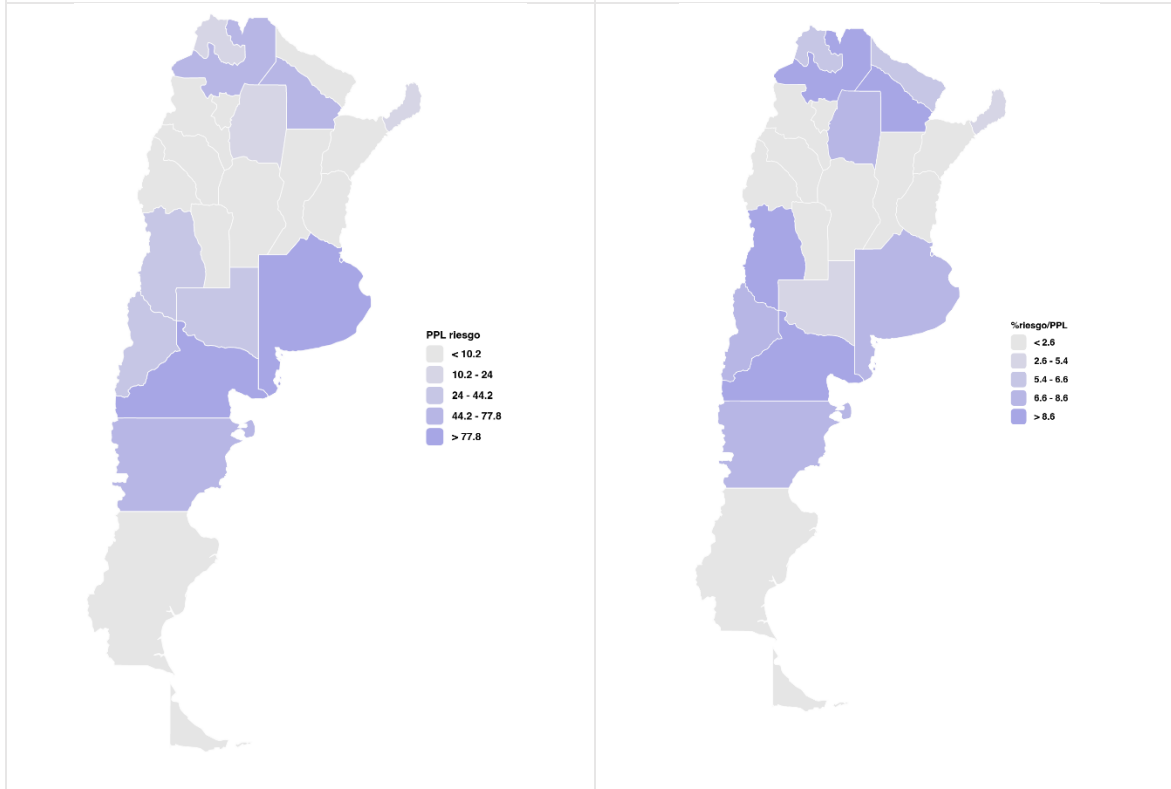 PPL riesgo
< 10.2
10.2 - 24
24 - 44.2
44.2 - 77.8
> 77.8
%riesgo/PPL
< 2.6
2.6 - 5.4
5.4 - 6.6
6.6 - 8.6
> 8.6